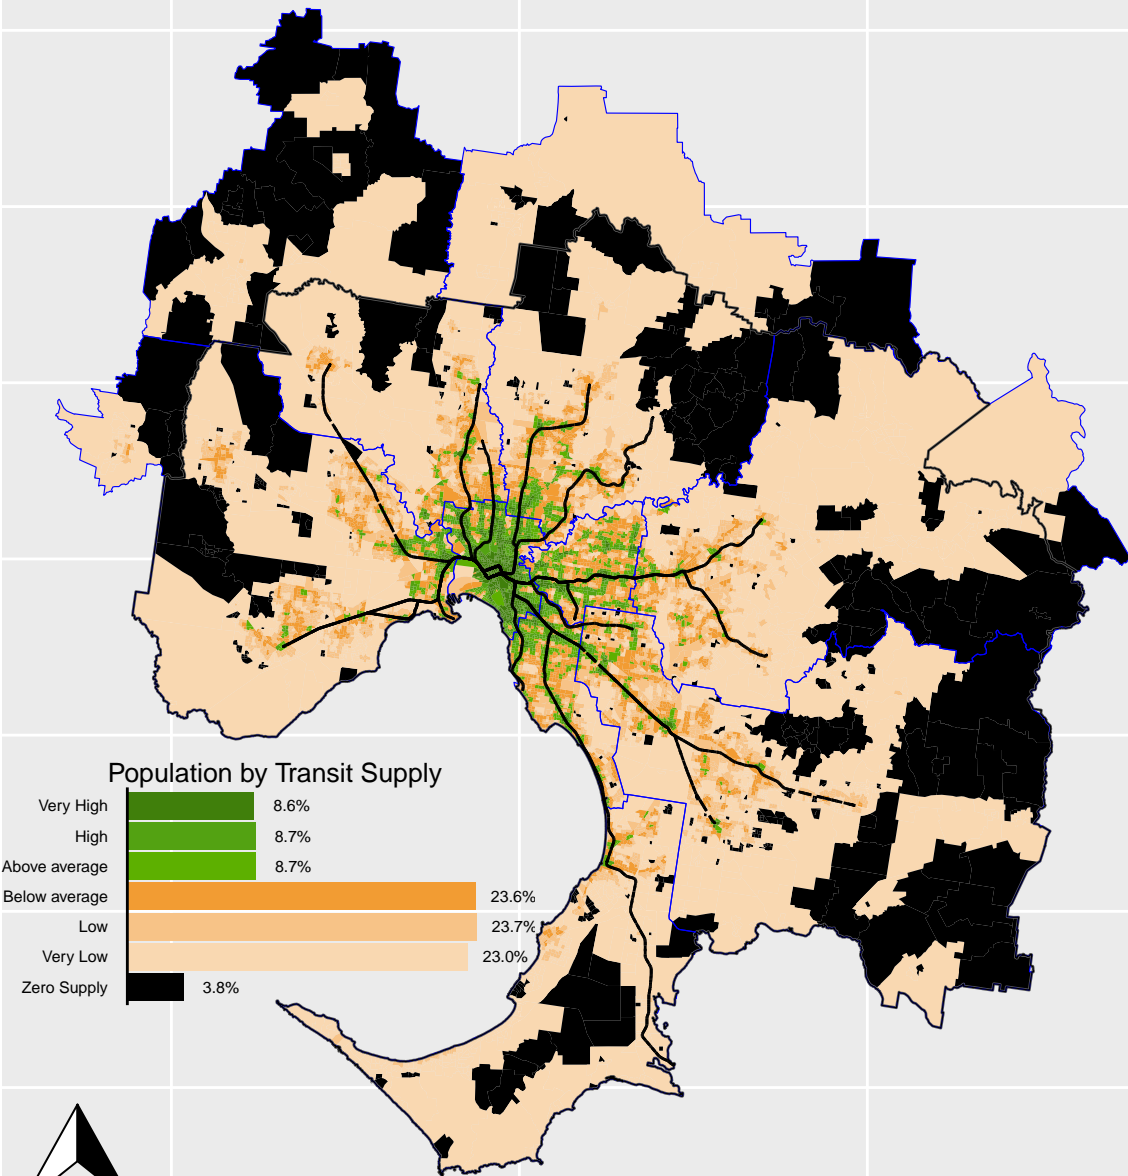 Population by Transit Supply
Very High 8.6%
High 8.7%
Above average 8.7%
Below average 23.6%
Low 23.7%
Very Low 23.0%
Zero Supply 3.8%